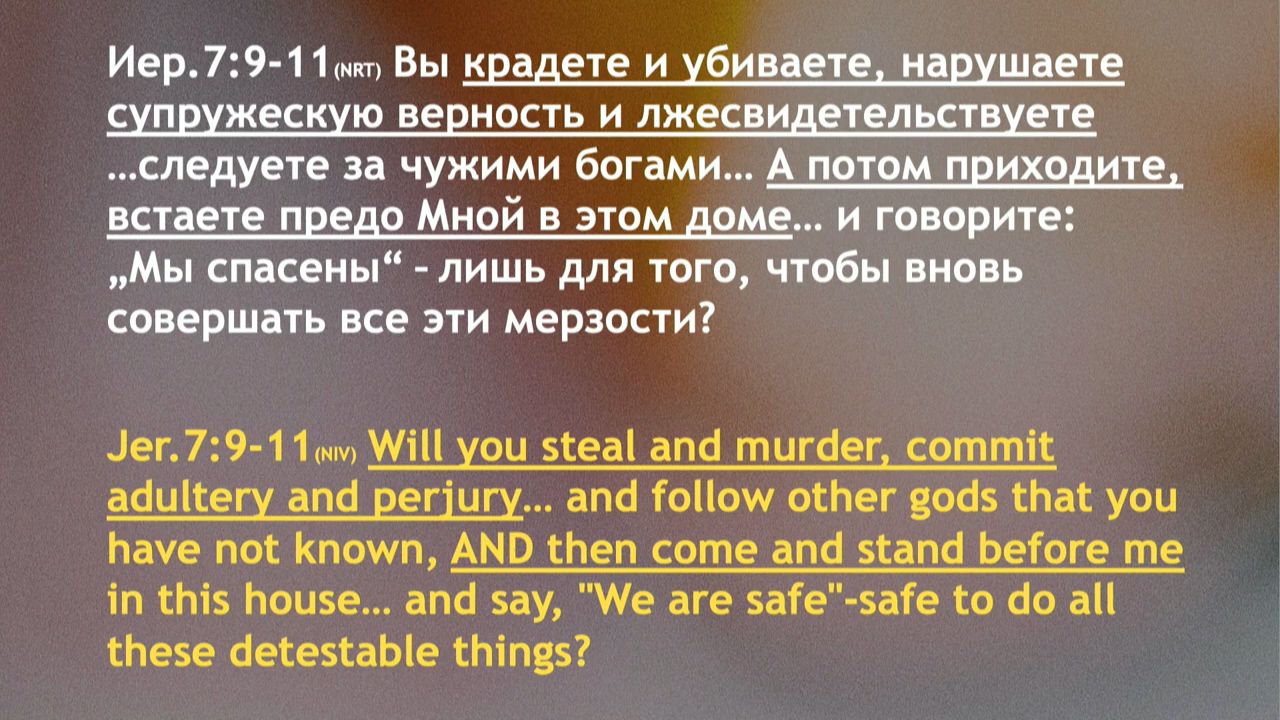 Иер.7:9-11(NRT) Вы крадете и убиваете, нарушаете
супружескую верность и лжесвидетельствуете
...следуете за чужими богами... А потом приходите,
встаете предо Мной в этом доме... и говорите:
„Мы спасены“ – лишь для того, чтобы вновь
совершать все эти мерзости?
Jer.7:9-11(NIV) Will you steal and murder, commit
adultery and perjury... and follow other gods that you
have not known, AND then come and stand before me
in this house... and say, "We are safe"-safe to do all
these detestable things?